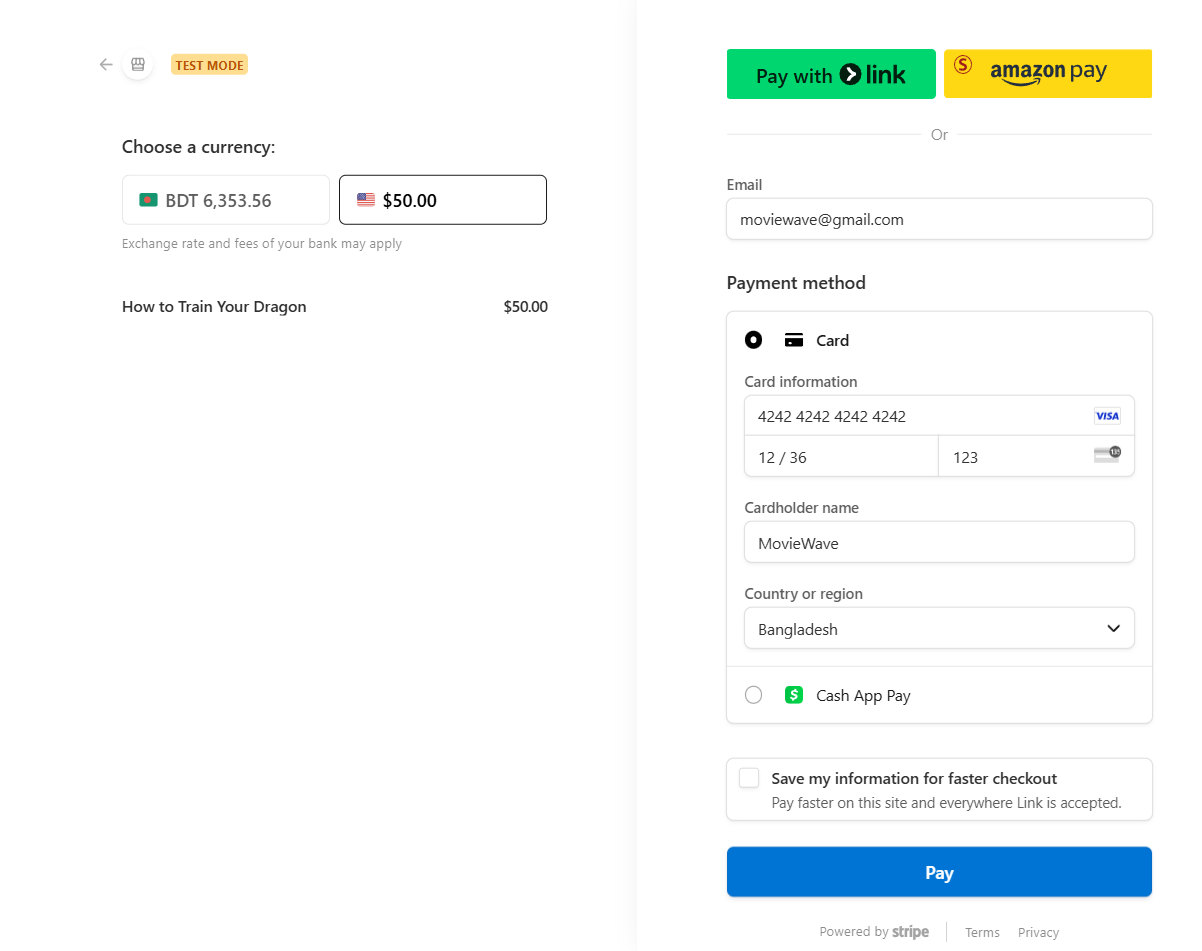 TEST MODE
Choose a currency:
BDT 6,353.56
$50.00
Exchange rate and fees of your bank may apply
How to Train Your Dragon $50.00
Pay with link
S amazon pay
Or
Email
moviewave@gmail.com
Payment method
Card
Card information
4242 4242 4242 4242 VISA
12 / 36
123 135
Cardholder name
MovieWave
Country or region
Bangladesh
$ Cash App Pay
Save my information for faster checkout
Pay faster on this site and everywhere Link is accepted.
Pay
Powered by stripe
Terms Privacy